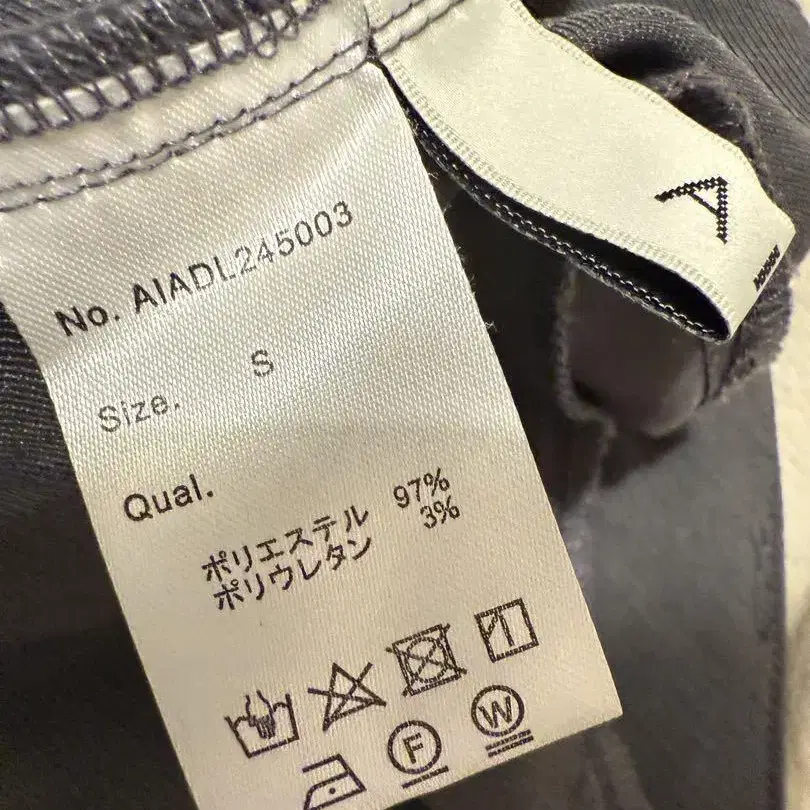 No. AIADL245003
Size. S
Qual.
ポリエステル 97%
ポリウレタン 3%
F
W
A